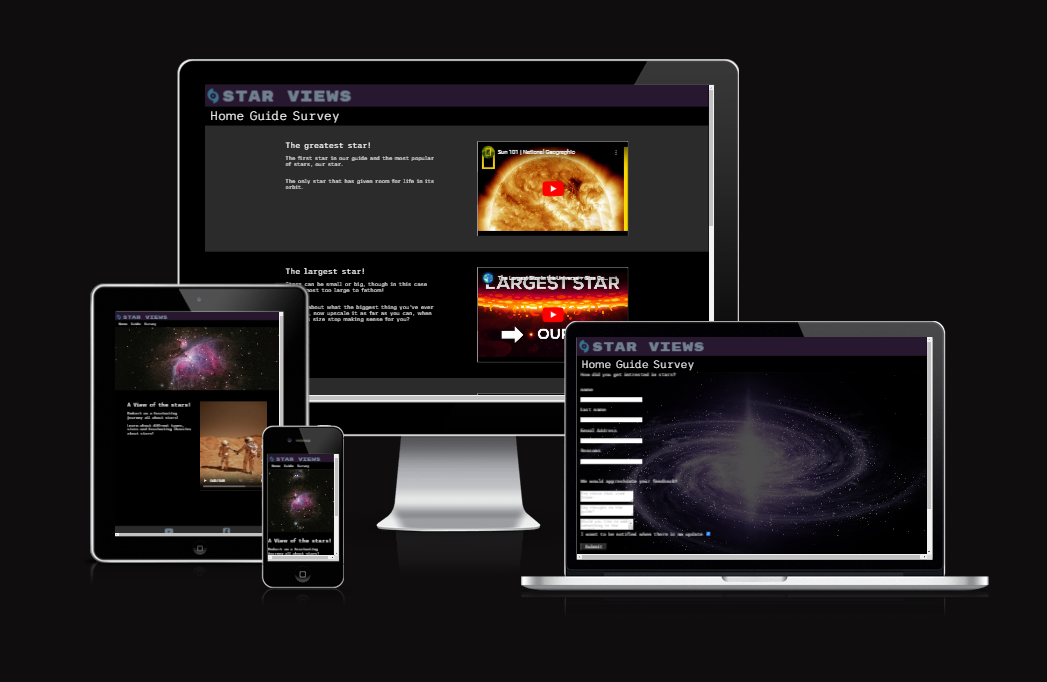 STAR VIEWS
Home Guide Survey
The greatest star!
The first star in our guide and the most popular
of stars, our star.
The only star that has given room for life in its
orbit.
Sun 101 | National Geographic
The largest star!
can be small or big, though in this case
most too large to fathom!
about what the biggest thing you've ever
now upscale it as far as you can, when
size stop making sense for you?
The Largest Star in the Universe
LARGEST STAR
OUR
STAR VIEWS
Home Guide Survey
A View of the stars!
Embark on a fascinating
journey all about stars!
Learn about different types,
sizes and fascinating theories
about stars!
STAR VIEWS
Home Guide Survey
A View of the stars!
Embark on a fascinating
journey all about stars!
STAR VIEWS
Home Guide Survey
How did you get intrested in stars?
name
Last name
Email Address
We would appreciate your feedback!
I want to be notified when there is an update
Submit